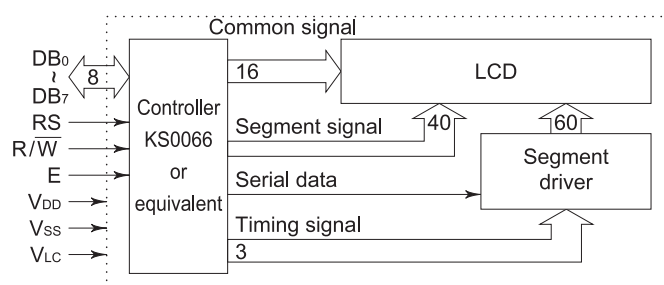 Common signal
DB0
~
DB7
8
16
LCD
Controller
KS0066
or
equivalent
RS
R/W̅
E
VDD
VSS
VLC
Segment signal
40
60
Segment
driver
Serial data
Timing signal
3